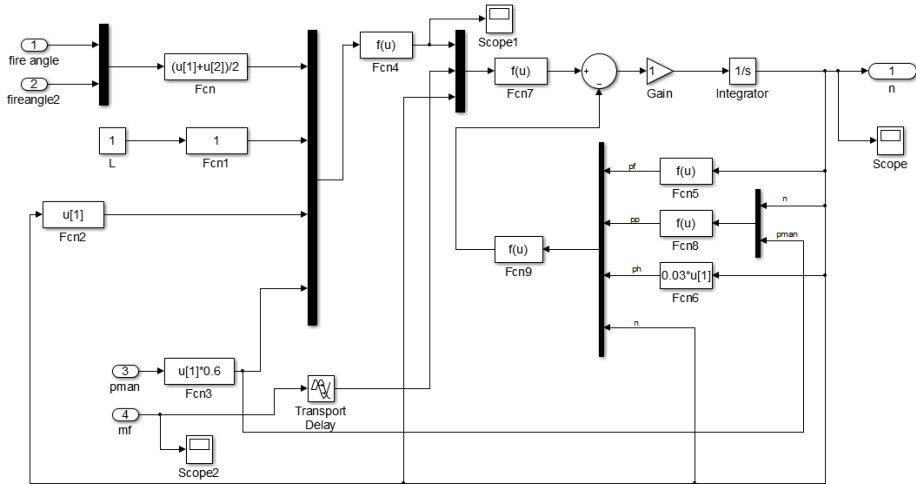 1
fire angle
2
fireangle2
(u[1]+u[2])/2
Fcn
1
L
1
Fcn1
u[1]
Fcn2
3
pman
u[1]*0.6
Fcn3
4
mf
Scope2
Transport
Delay
f(u)
Fcn4
Scope1
f(u)
Fcn7
+
−
1
Gain
1/s
Integrator
1
n
Scope
pf
f(u)
Fcn5
pp
f(u)
Fcn8
n
pman
ph
0.03*u[1]
Fcn6
n
f(u)
Fcn9